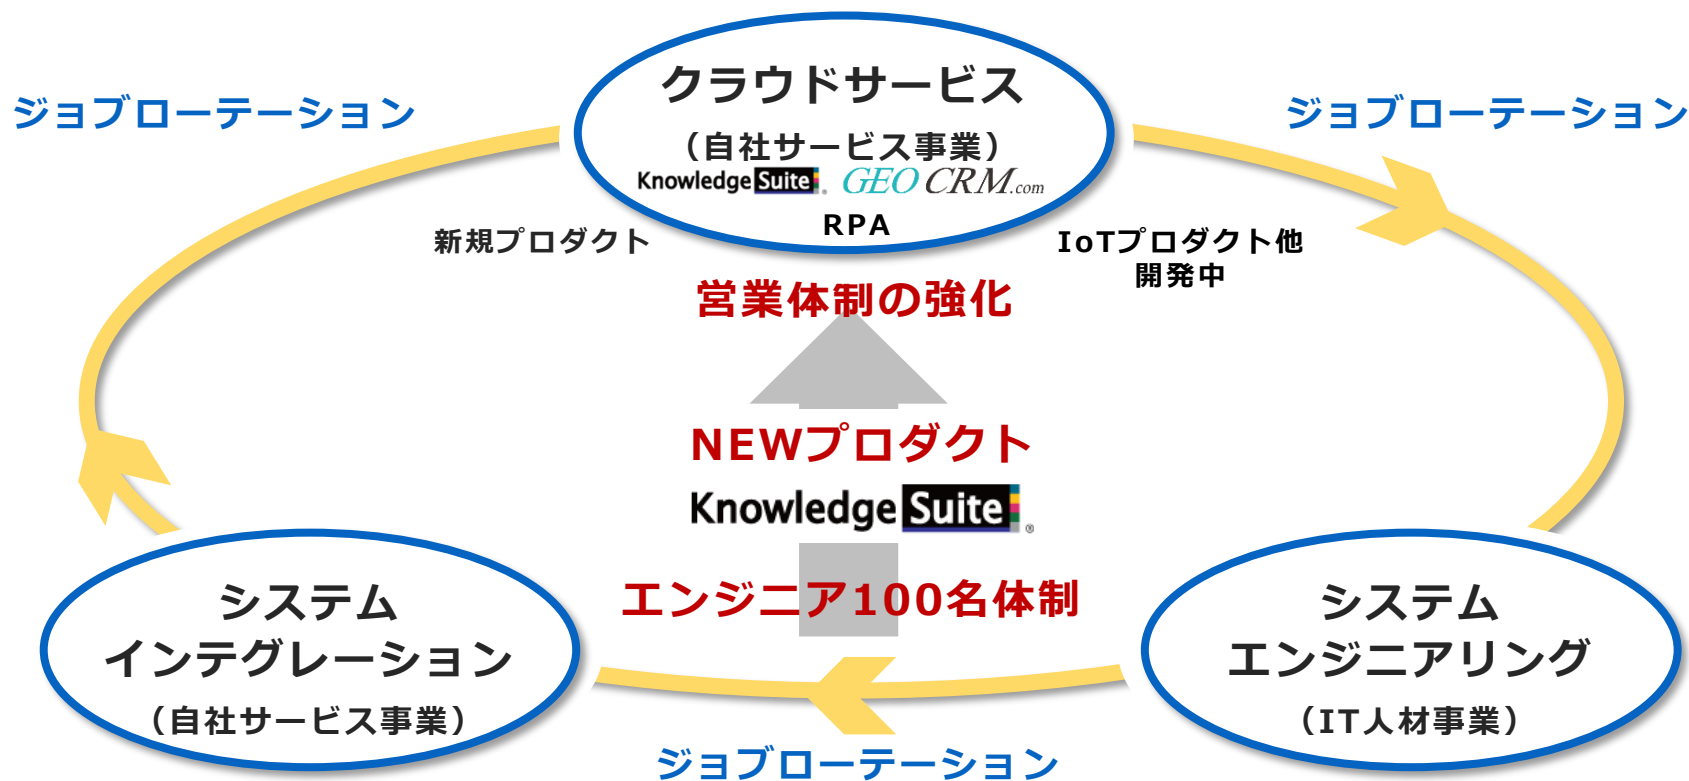 クラウドサービス
ジョブローテーション
ジョブローテーション
（自社サービス事業）
Knowledge Suite® GEO CRM.com
RPA
新規プロダクト
IoTプロダクト他
開発中
営業体制の強化
NEWプロダクト
Knowledge Suite®
エンジニア100名体制
システム
インテグレーション
（自社サービス事業）
システム
エンジニアリング
（IT人材事業）
ジョブローテーション